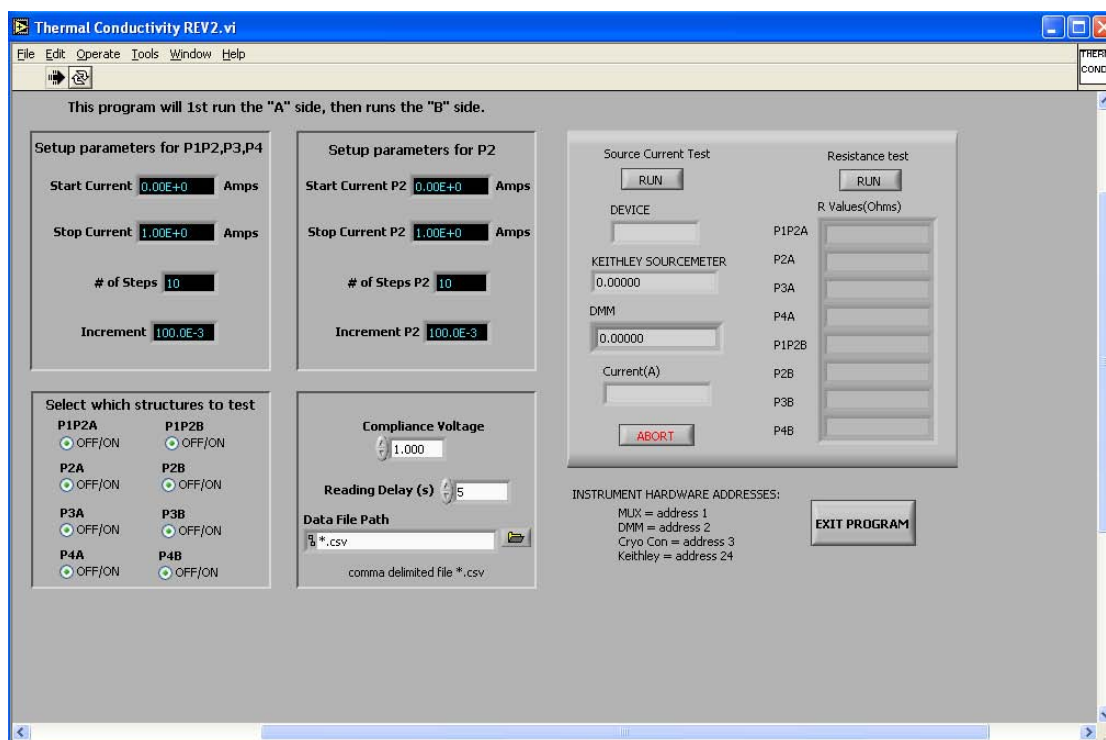 Thermal Conductivity REV2.vi
File Edit Operate Tools Window Help
THERM
COND
This program will 1st run the "A" side, then runs the "B" side.
Setup parameters for P1P2,P3,P4
Start Current 0.00E+0 Amps
Stop Current 1.00E+0 Amps
# of Steps 10
Increment 100.0E-3
Setup parameters for P2
Start Current P2 0.00E+0 Amps
Stop Current P2 1.00E+0 Amps
# of Steps P2 10
Increment P2 100.0E-3
Source Current Test
RUN
DEVICE
KEITHLEY SOURCEMETER
0.00000
DMM
0.00000
Current(A)
ABORT
Resistance test
RUN
R Values(Ohms)
P1P2A
P2A
P3A
P4A
P1P2B
P2B
P3B
P4B
Select which structures to test
P1P2A P1P2B
OFF/ON OFF/ON
P2A P2B
OFF/ON OFF/ON
P3A P3B
OFF/ON OFF/ON
P4A P4B
OFF/ON OFF/ON
Compliance Voltage
1.000
Reading Delay (s) 5
Data File Path
*.csv
comma delimited file *.csv
INSTRUMENT HARDWARE ADDRESSES:
MUX = address 1
DMM = address 2
Cryo Con = address 3
Keithley = address 24
EXIT PROGRAM